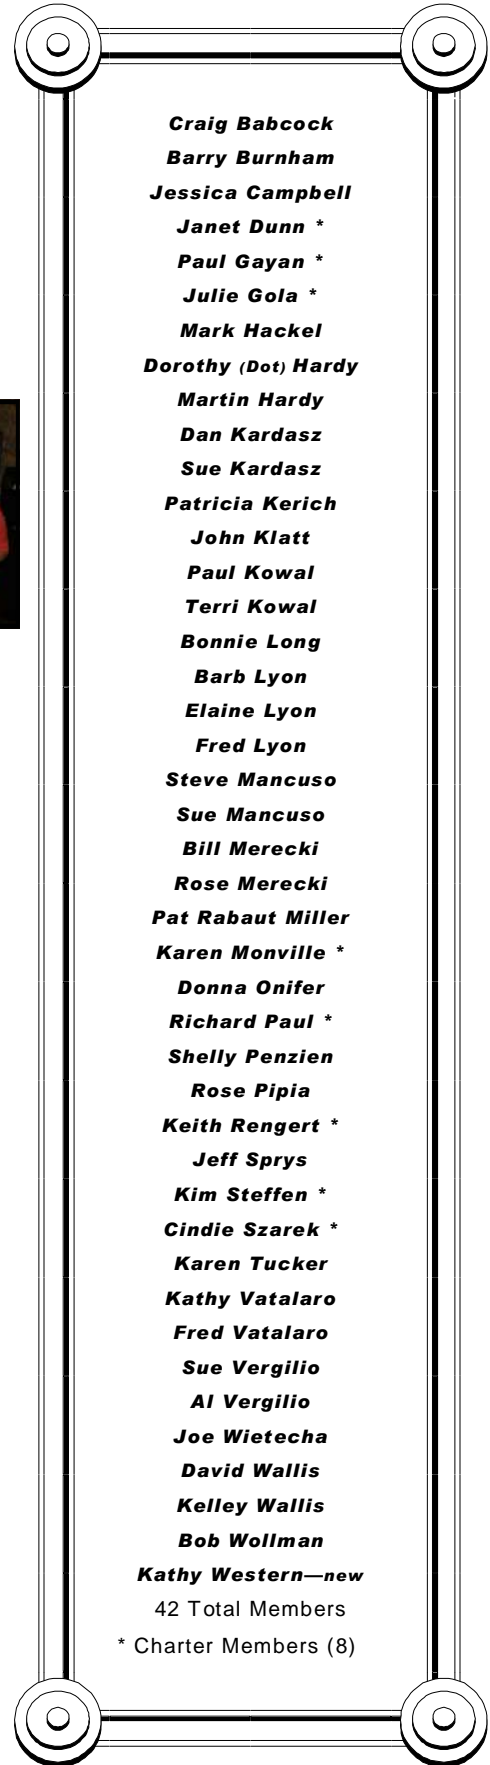 Craig Babcock
Barry Burnham
Jessica Campbell
Janet Dunn *
Paul Gayan *
Julie Gola *
Mark Hackel
Dorothy (Dot) Hardy
Martin Hardy
Dan Kardasz
Sue Kardasz
Patricia Kerich
John Klatt
Paul Kowal
Terri Kowal
Bonnie Long
Barb Lyon
Elaine Lyon
Fred Lyon
Steve Mancuso
Sue Mancuso
Bill Merecki
Rose Merecki
Pat Rabaut Miller
Karen Monville *
Donna Onifer
Richard Paul *
Shelly Penzien
Rose Pipia
Keith Rengert *
Jeff Sprys
Kim Steffen *
Cindie Szarek *
Karen Tucker
Kathy Vatalaro
Fred Vatalaro
Sue Vergilio
Al Vergilio
Joe Wietecha
David Wallis
Kelley Wallis
Bob Wollman
Kathy Western—new
42 Total Members
* Charter Members (8)